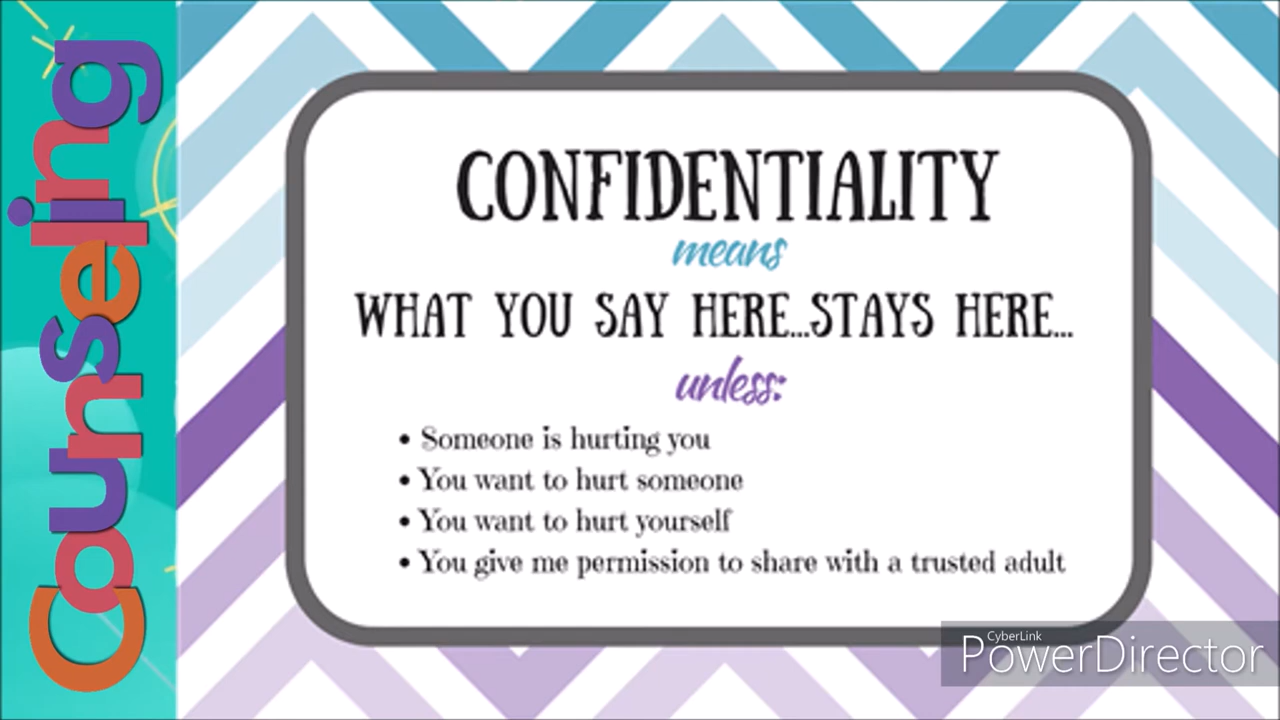 Counseling
CONFIDENTIALITY
means
WHAT YOU SAY HERE...STAYS HERE...
unless:
• Someone is hurting you
• You want to hurt someone
• You want to hurt yourself
• You give me permission to share with a trusted adult
CyberLink
PowerDirector